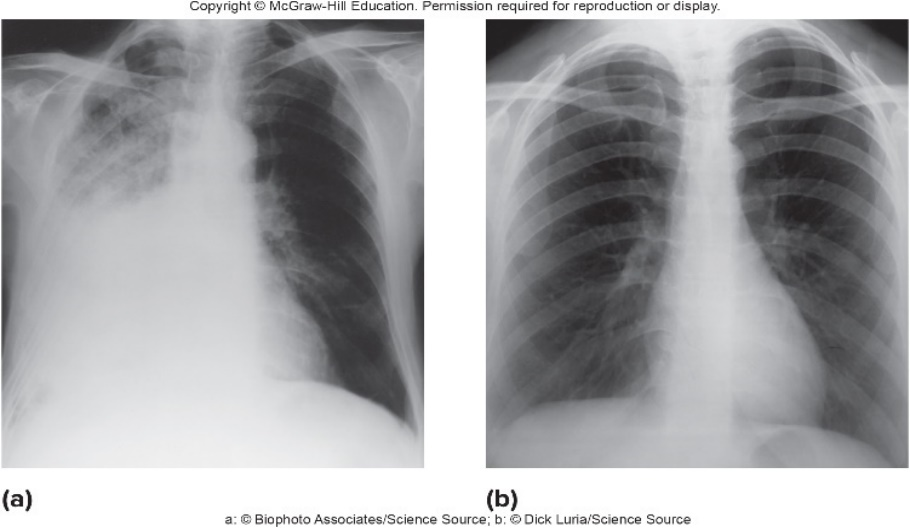 Copyright © McGraw-Hill Education. Permission required for reproduction or display.
(a)
(b)
a: © Biophoto Associates/Science Source; b: © Dick Luria/Science Source